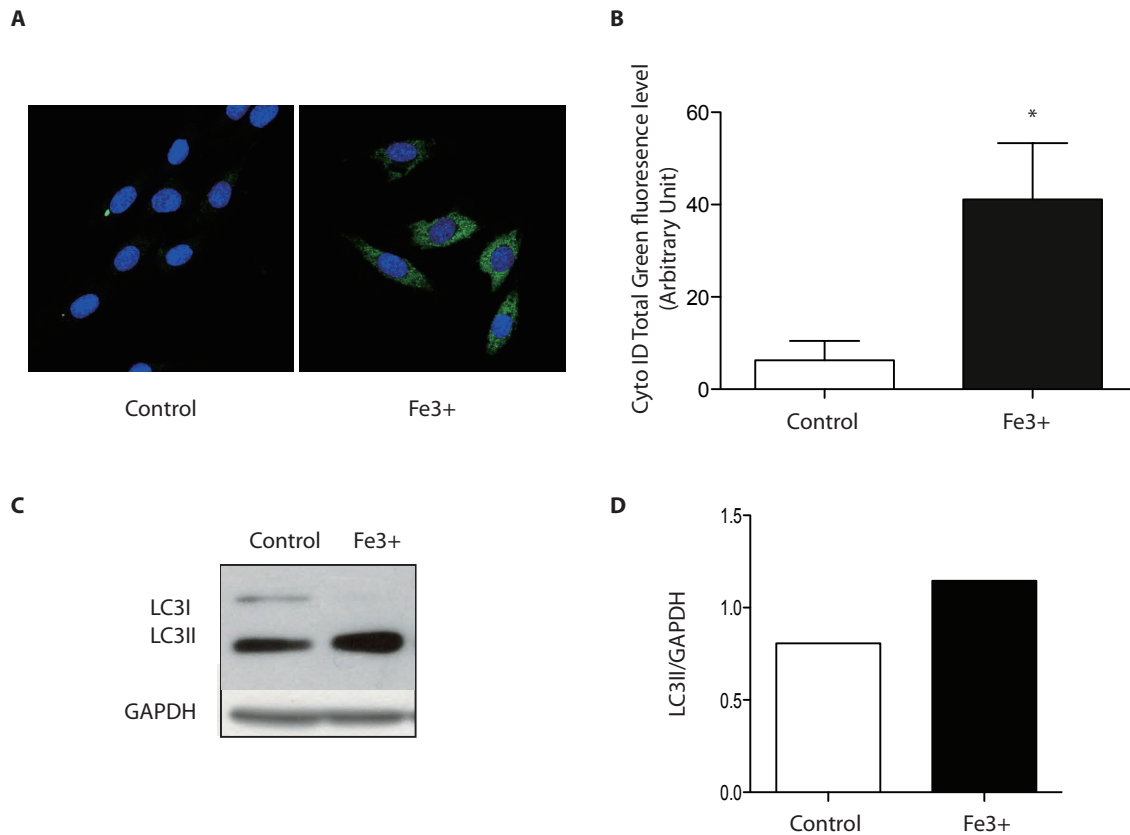 A
Control
Fe3+
B
Cyto ID Total Green fluoresence level
(Arbitrary Unit)
60
*
40
20
0
Control
Fe3+
C
Control Fe3+
LC3I
LC3II
GAPDH
D
LC3II/GAPDH
1.5
1.0
0.5
0.0
Control
Fe3+